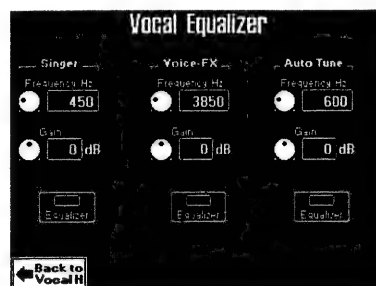 Vocal Equalizer
Singer Voice-FX Auto Tune
Frequency Hz Frequency Hz Frequency Hz
450 3850 600
Gain Gain Gain
0 dB 0 dB 0 dB
Equalizer Equalizer Equalizer
Back to
Vocal H